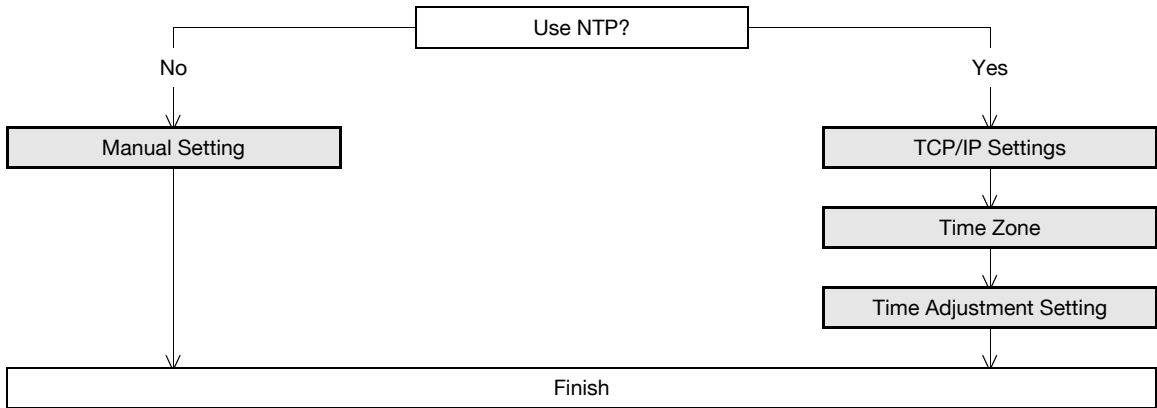 Use NTP?
No
Yes
Manual Setting
TCP/IP Settings
Time Zone
Time Adjustment Setting
Finish